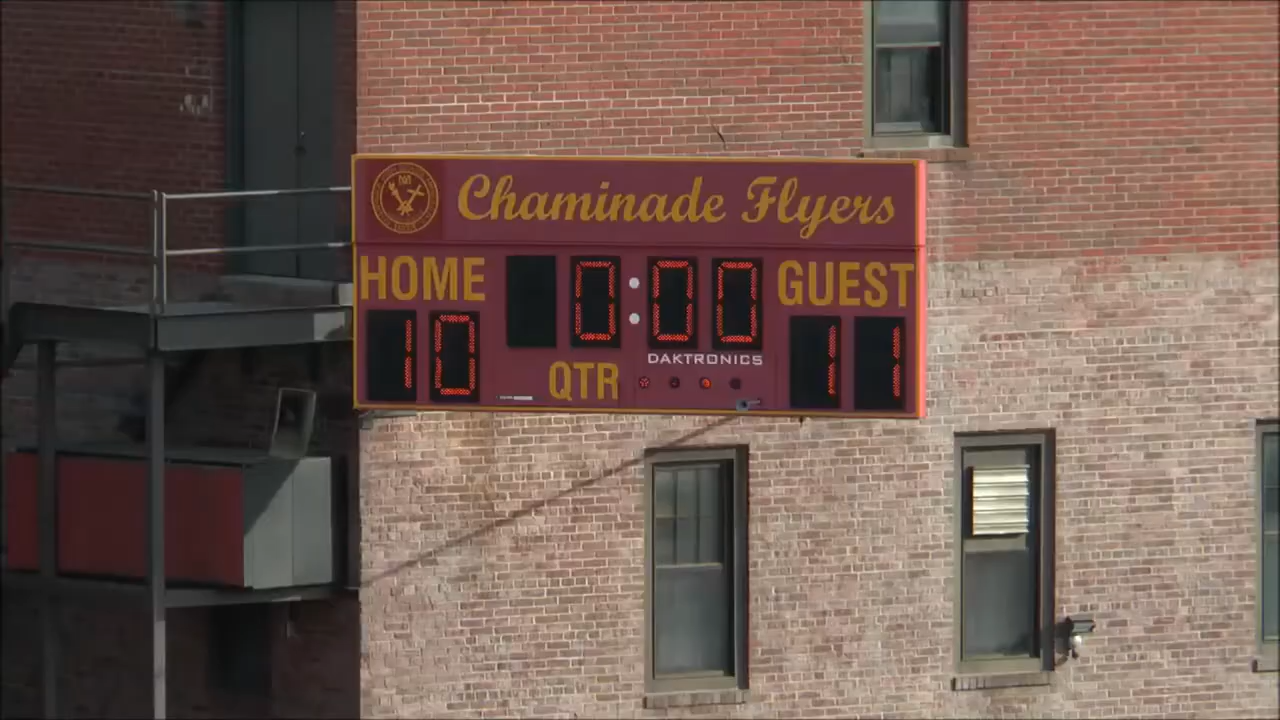 Chaminade Flyers
HOME 0:00 GUEST
10 11
DAKTRONICS
QTR